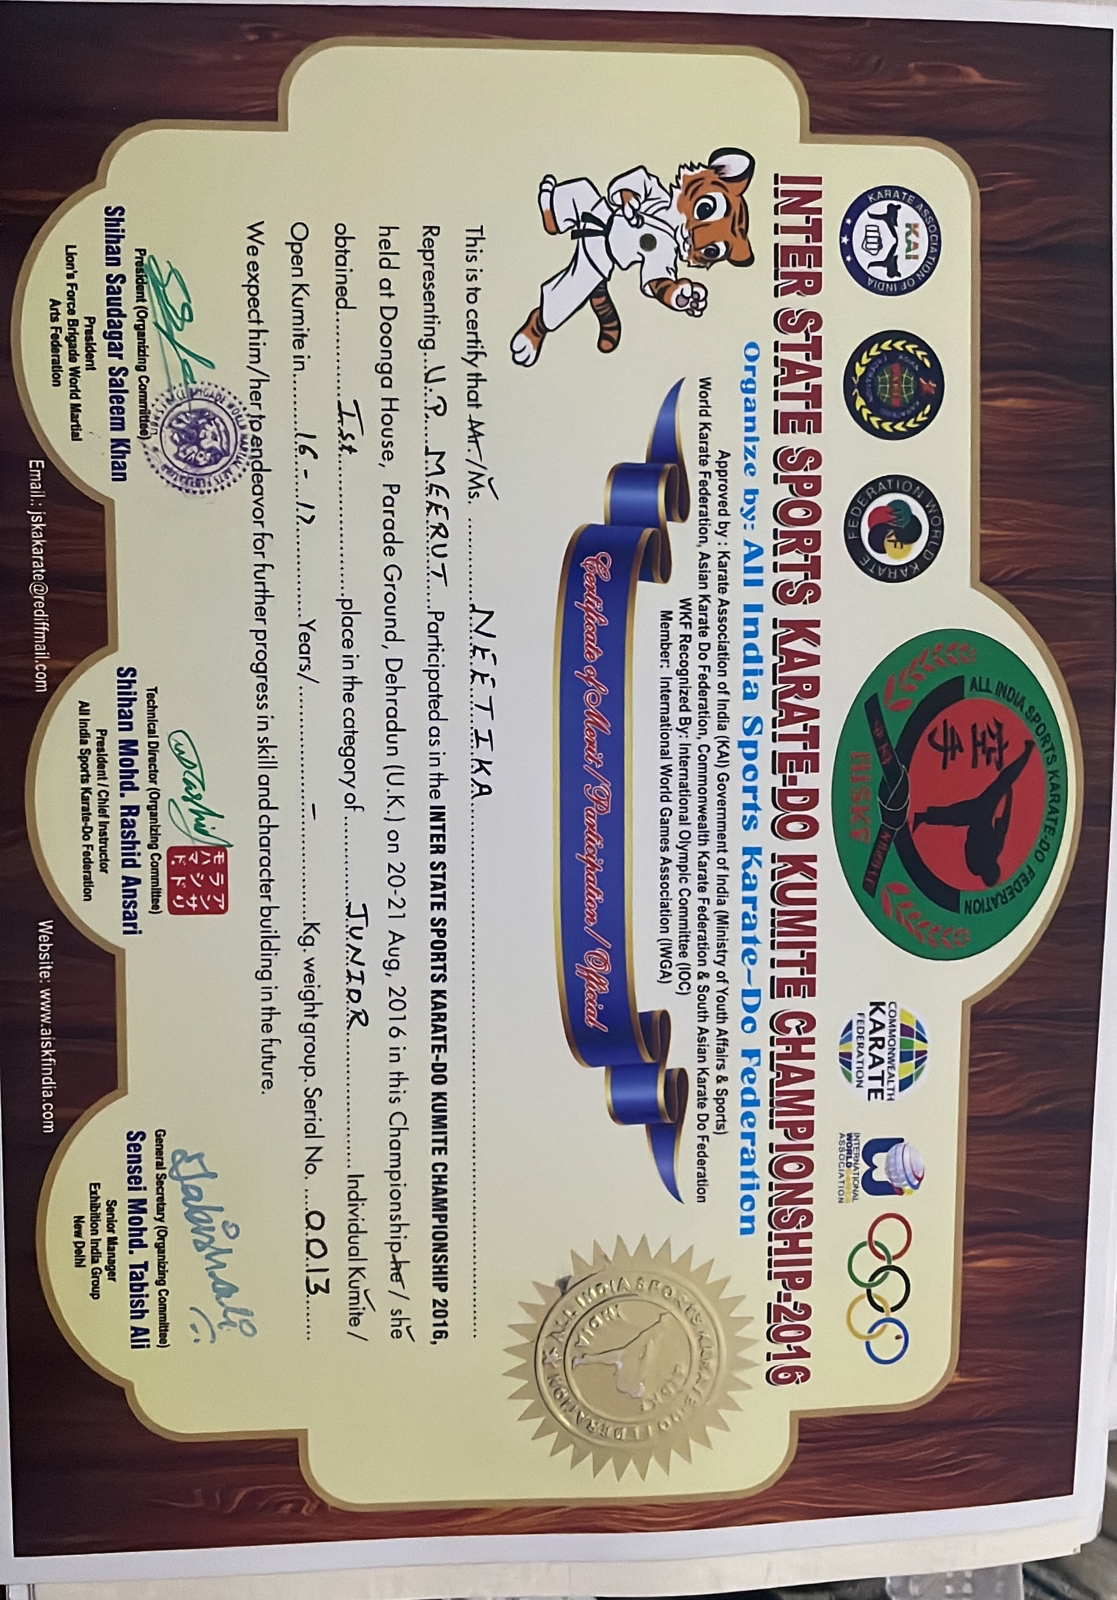 ALL INDIA SPORTS KARATE-DO FEDERATION
空手
AISKF
KARATE ASSOCIATION OF INDIA
KAI
WORLD KARATE FEDERATION
COMMONWEALTH
KARATE
FEDERATION
INTERNATIONAL
WORLD GAMES
ASSOCIATION
INTER STATE SPORTS KARATE-DO KUMITE CHAMPIONSHIP-2016
Organize by: All India Sports Karate-Do Federation
Approved by : Karate Association of India (KAI) Government of India (Ministry of Youth Affairs & Sports)
World Karate Federation, Asian Karate Do Federation, Commonwealth Karate Federation & South Asian Karate Do Federation
WKF Recognized By: International Olympic Committee (IOC)
Member: International World Games Association (IWGA)
Certificate of Merit / Participation / Official
ALL INDIA SPORTS KARATE DO FEDERATION
INDIA
This is to certify that Mr./Ms. NEETIKA
Representing U.P. MEERUT Participated as in the INTER STATE SPORTS KARATE-DO KUMITE CHAMPIONSHIP 2016,
held at Doonga House, Parade Ground, Dehradun (U.K.) on 20-21 Aug, 2016 in this Championship he / she
obtained Ist place in the category of JUNIOR Individual Kumite /
Open Kumite in 16-17 Years/ - Kg. weight group. Serial No. 0013
We expect him/her to endeavor for further progress in skill and character building in the future.
アンサリ
ラシド
モハマド
President (Organizing Committee)
Shihan Saudagar Saleem Khan
President
Lion's Force Brigade World Martial
Arts Federation
Technical Director (Organizing Committee)
Shihan Mohd. Rashid Ansari
President / Chief Instructor
All India Sports Karate-Do Federation
Tabishali
General Secretary (Organizing Committee)
Sensei Mohd. Tabish Ali
Senior Manager
Exhibition India Group
New Delhi
Email.: jskakarate@rediffmail.com
Website: www.aiskfindia.com